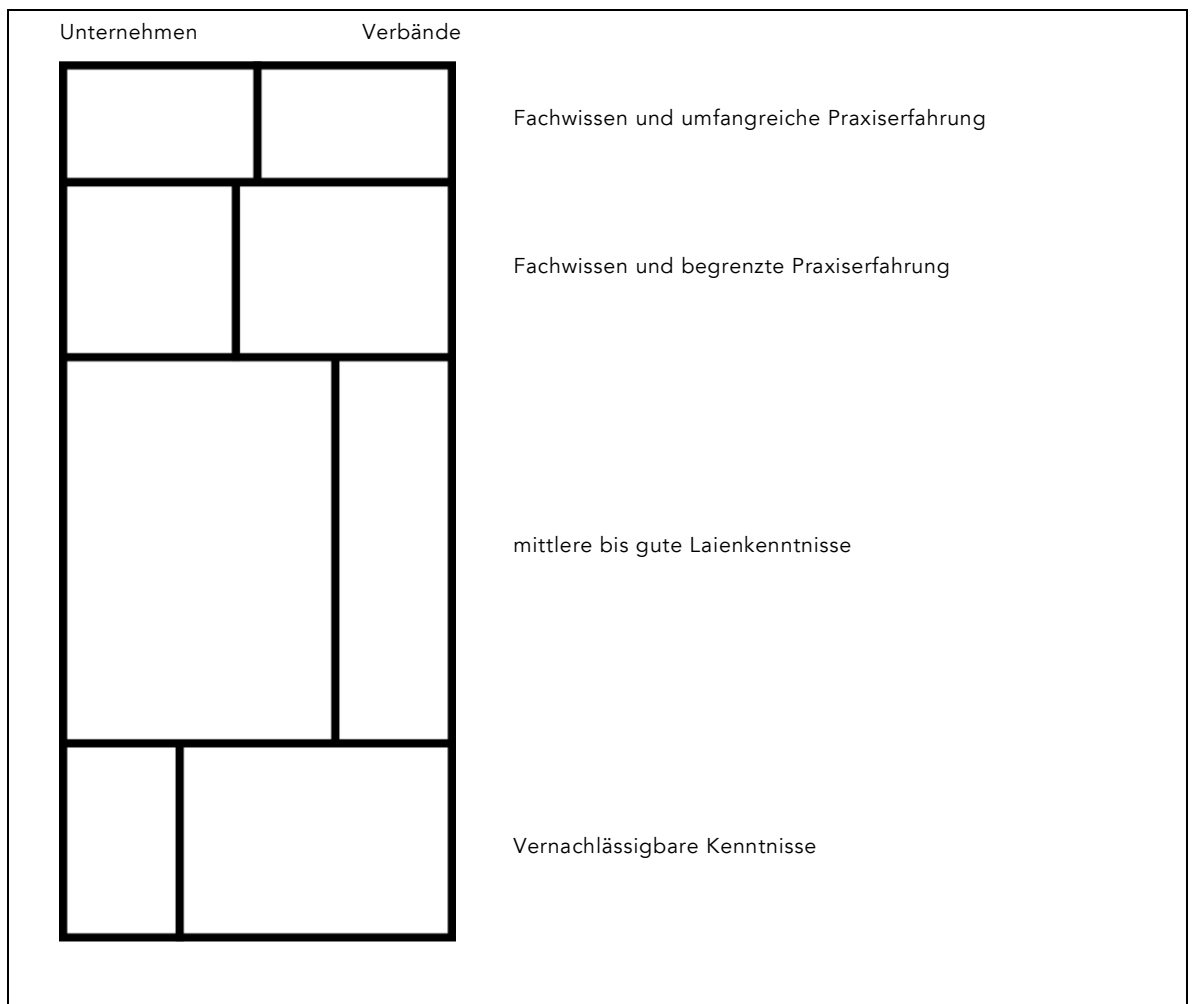 Unternehmen Verbände
Fachwissen und umfangreiche Praxiserfahrung
Fachwissen und begrenzte Praxiserfahrung
mittlere bis gute Laienkenntnisse
Vernachlässigbare Kenntnisse